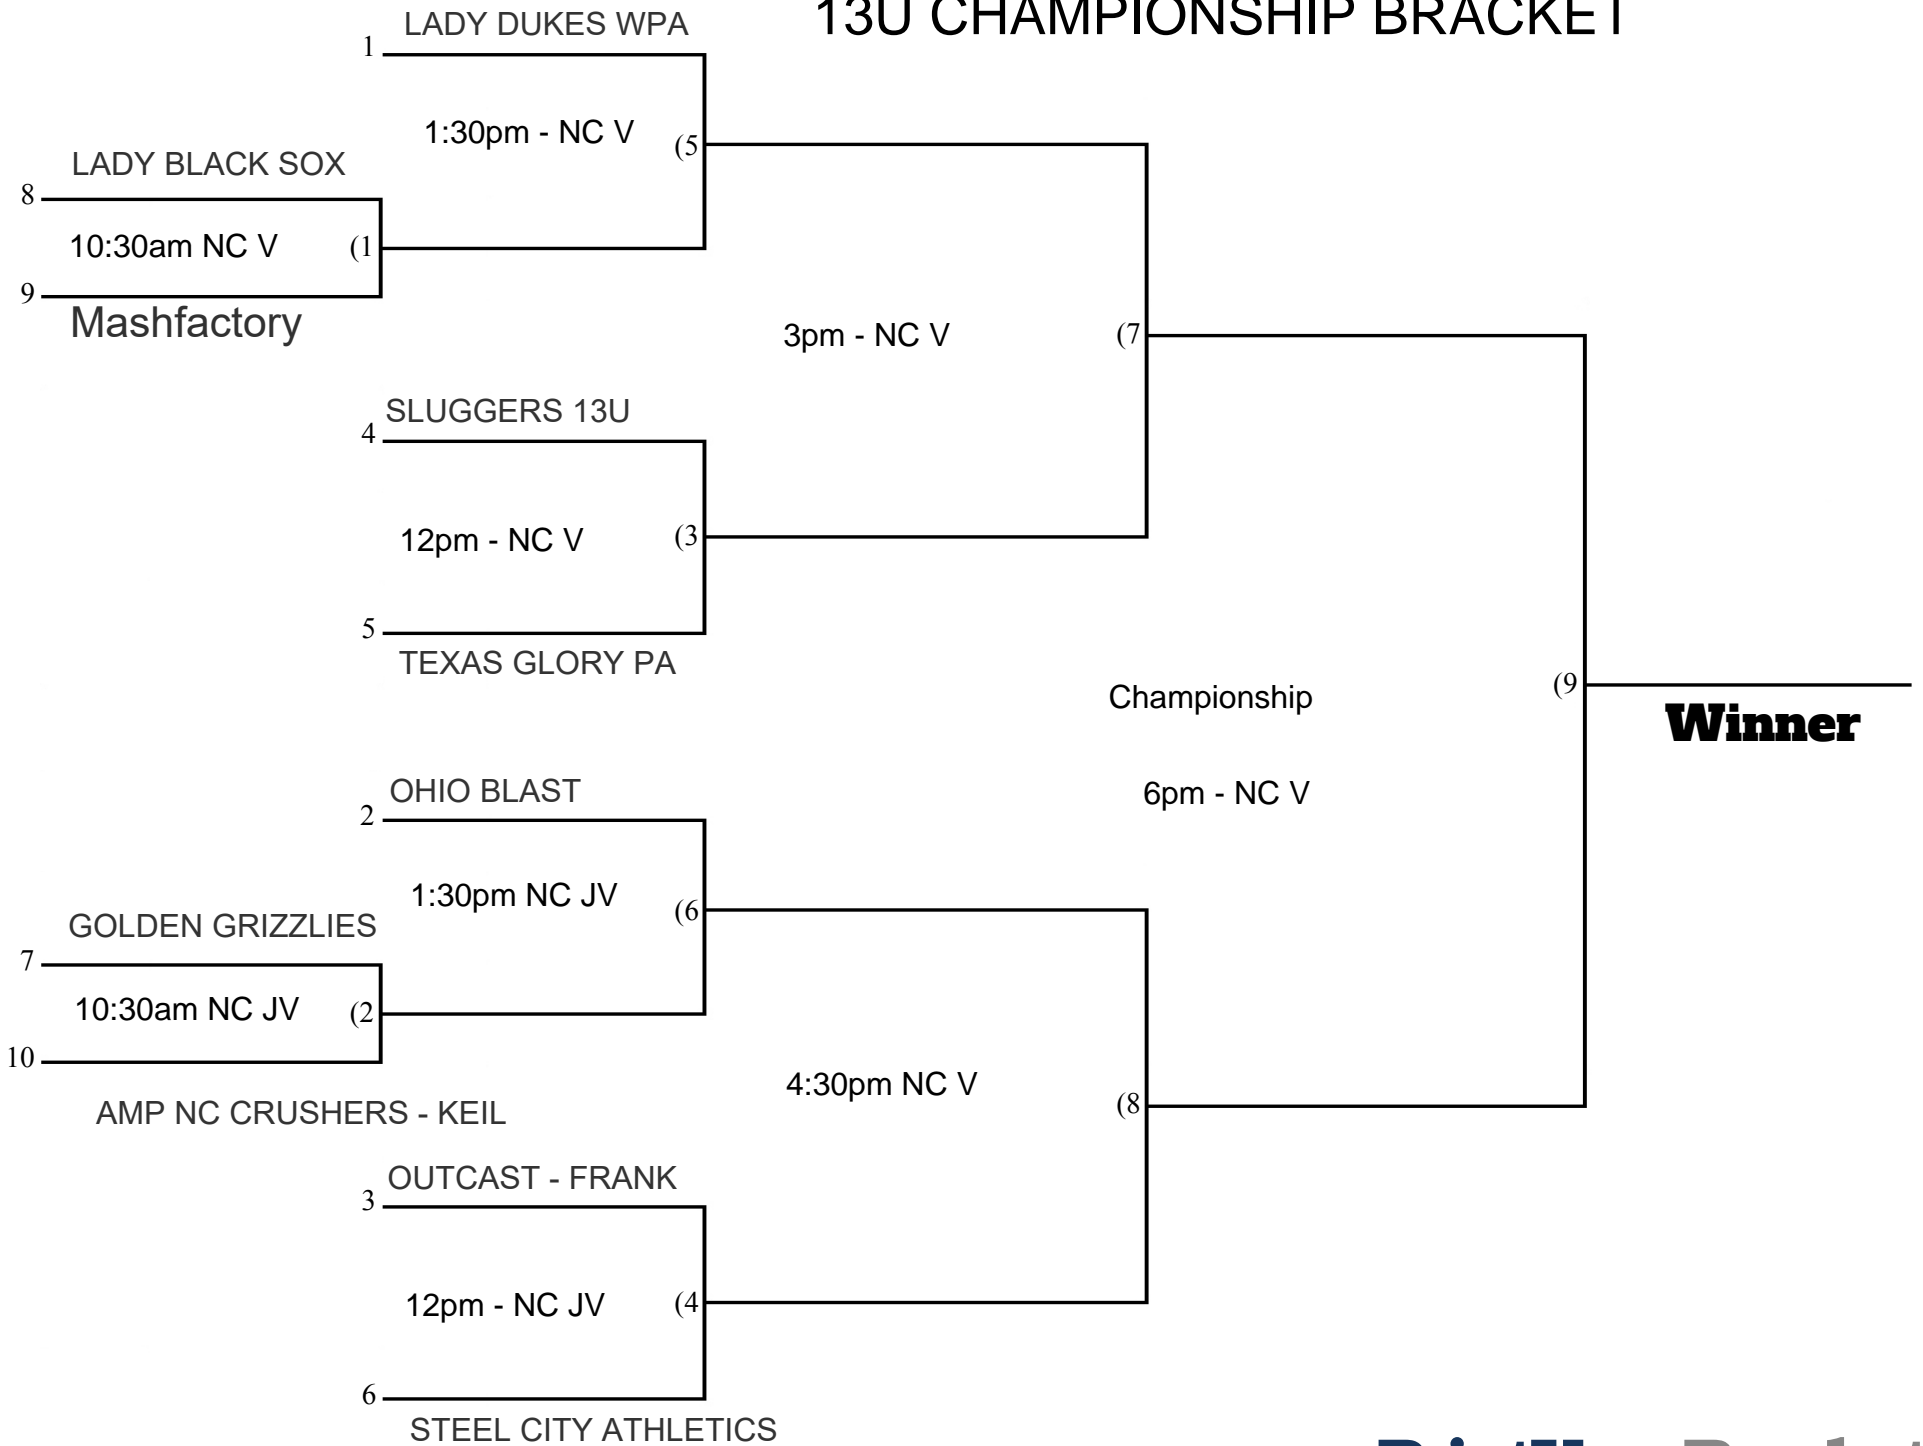 13U CHAMPIONSHIP BRACKET
LADY DUKES WPA
1
1:30pm - NC V
(5
LADY BLACK SOX
8
10:30am NC V
(1
9
Mashfactory
3pm - NC V
(7
SLUGGERS 13U
4
12pm - NC V
(3
5
TEXAS GLORY PA
Championship
(9
Winner
6pm - NC V
OHIO BLAST
2
1:30pm NC JV
(6
GOLDEN GRIZZLIES
7
10:30am NC JV
(2
10
AMP NC CRUSHERS - KEIL
4:30pm NC V
(8
OUTCAST - FRANK
3
12pm - NC JV
(4
6
STEEL CITY ATHLETICS